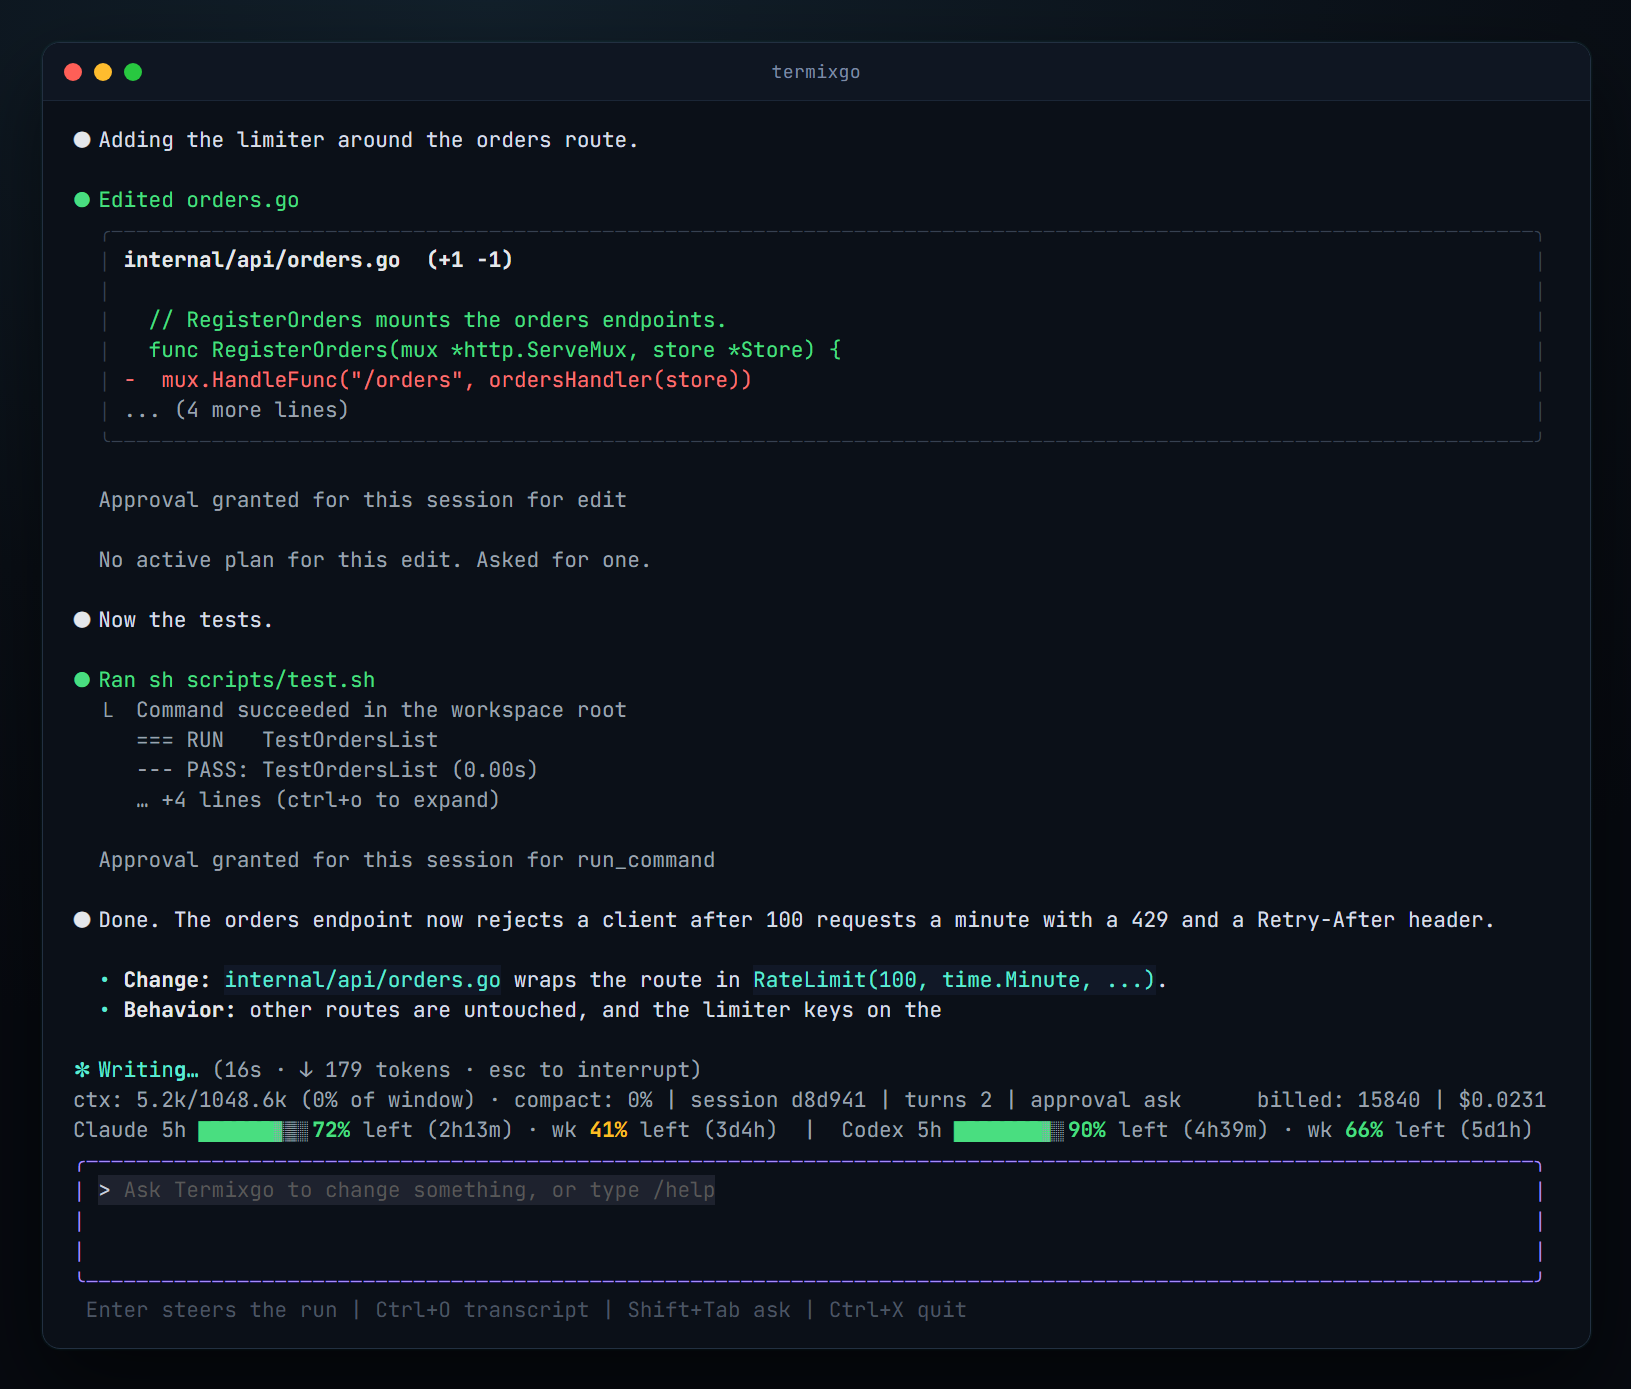 termixgo
● Adding the limiter around the orders route.
● Edited orders.go
internal/api/orders.go  (+1 -1)
// RegisterOrders mounts the orders endpoints.
func RegisterOrders(mux *http.ServeMux, store *Store) {
-  mux.HandleFunc("/orders", ordersHandler(store))
... (4 more lines)
Approval granted for this session for edit
No active plan for this edit. Asked for one.
● Now the tests.
● Ran sh scripts/test.sh
L  Command succeeded in the workspace root
=== RUN   TestOrdersList
--- PASS: TestOrdersList (0.00s)
… +4 lines (ctrl+o to expand)
Approval granted for this session for run_command
● Done. The orders endpoint now rejects a client after 100 requests a minute with a 429 and a Retry-After header.
• Change: internal/api/orders.go wraps the route in RateLimit(100, time.Minute, ...).
• Behavior: other routes are untouched, and the limiter keys on the
✻ Writing… (16s · ↓ 179 tokens · esc to interrupt)
ctx: 5.2k/1048.6k (0% of window) · compact: 0% | session d8d941 | turns 2 | approval ask      billed: 15840 | $0.0231
Claude 5h 72% left (2h13m) · wk 41% left (3d4h)  |  Codex 5h 90% left (4h39m) · wk 66% left (5d1h)
> Ask Termixgo to change something, or type /help
Enter steers the run | Ctrl+O transcript | Shift+Tab ask | Ctrl+X quit